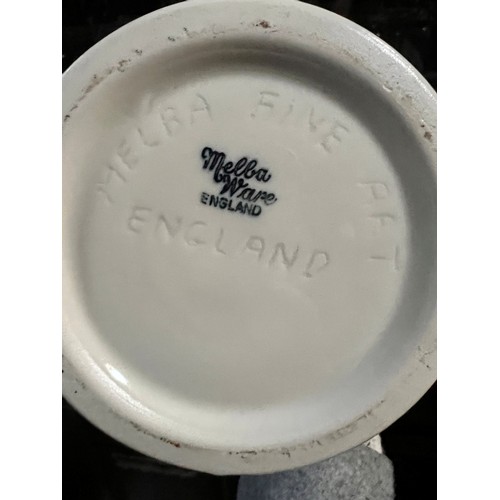 MELBA FINE ART
ENGLAND
Melba
Ware
ENGLAND